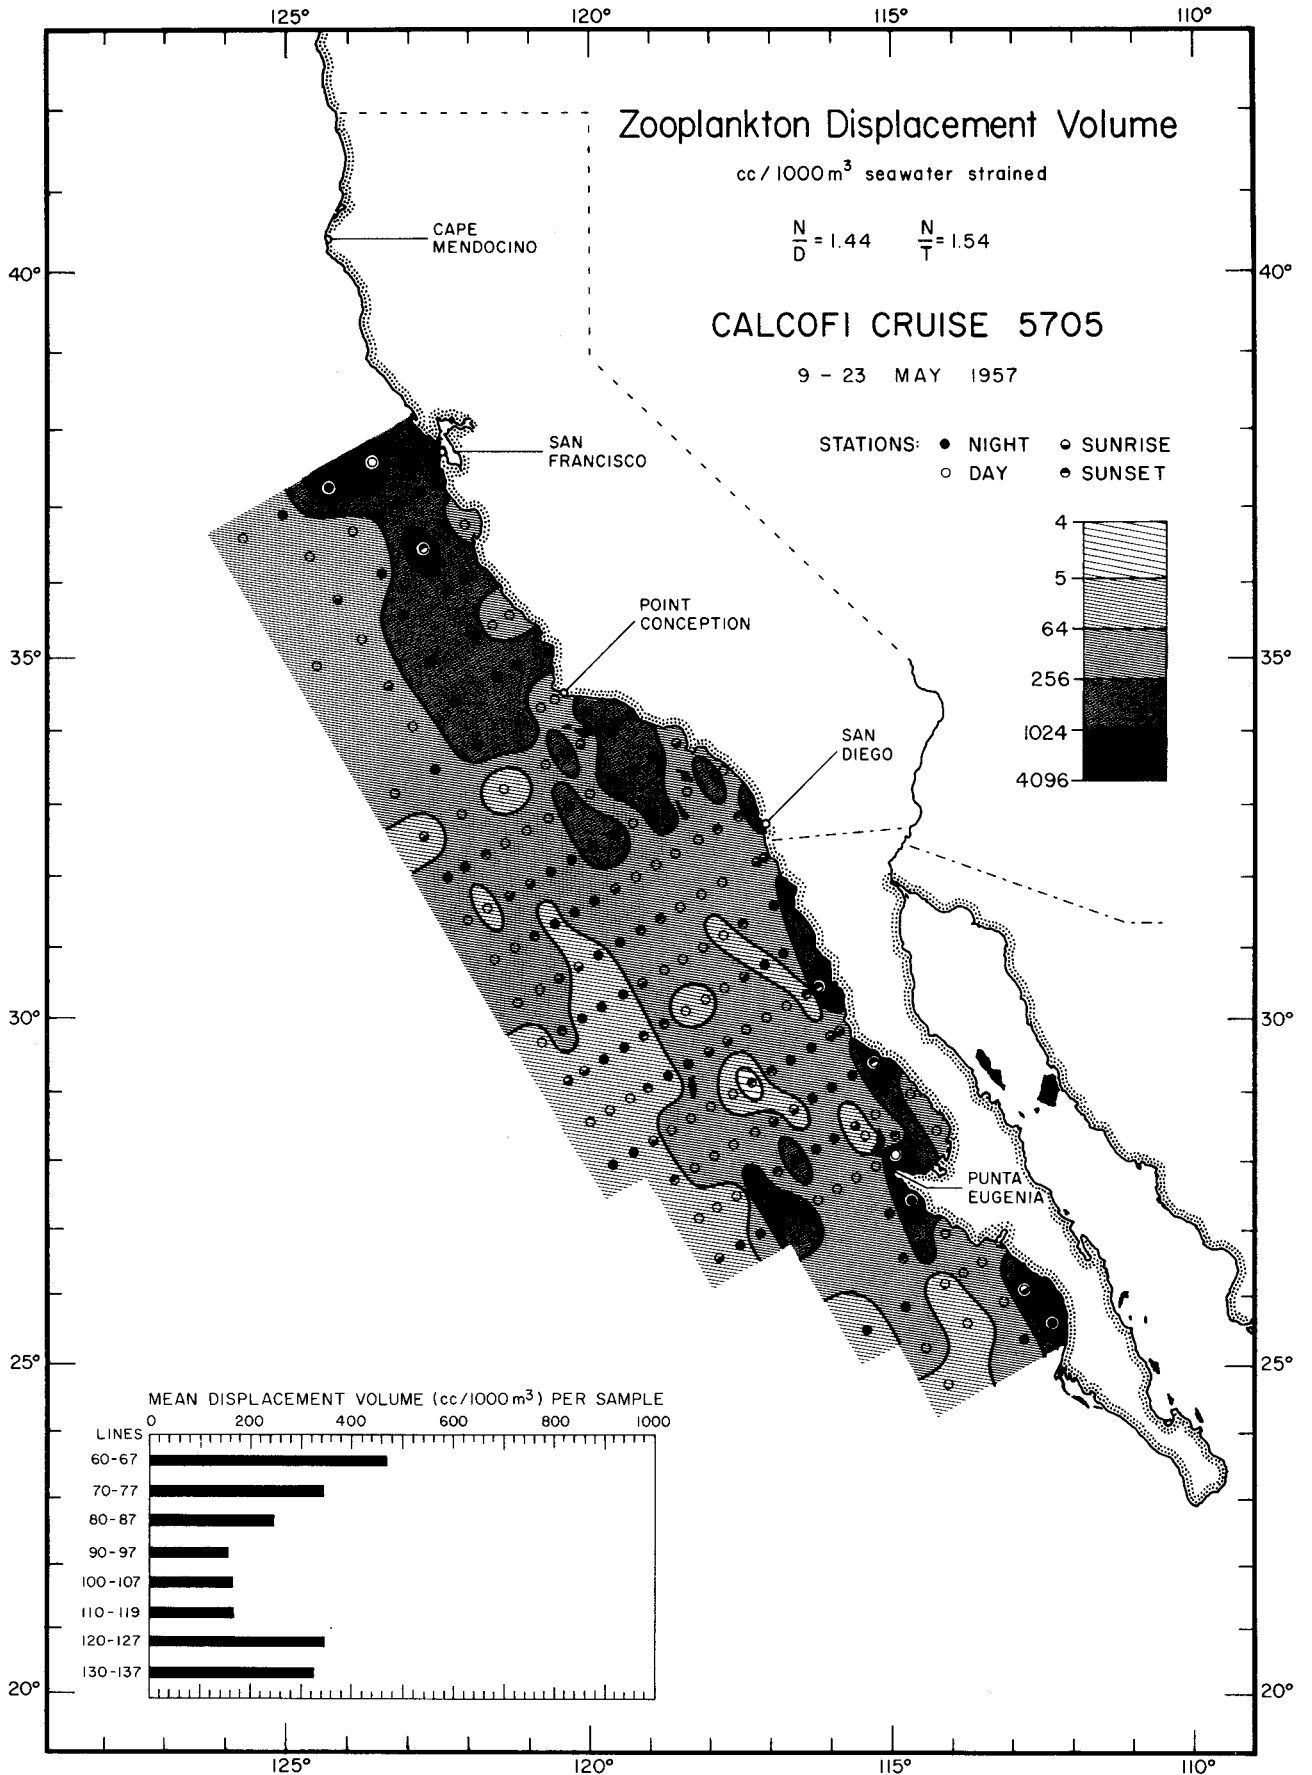 125° 120° 115° 110°
Zooplankton Displacement Volume
cc/1000m³ seawater strained
N/D = 1.44 N/T = 1.54
CAPE
MENDOCINO
40° 40°
CALCOFI CRUISE 5705
9 - 23 MAY 1957
STATIONS: ● NIGHT ◒ SUNRISE
○ DAY ◓ SUNSET
SAN
FRANCISCO
4
5
64
256
1024
4096
POINT
CONCEPTION
35° 35°
SAN
DIEGO
30° 30°
PUNTA
EUGENIA
25° 25°
MEAN DISPLACEMENT VOLUME (cc/1000m³) PER SAMPLE
0 200 400 600 800 1000
LINES
60-67
70-77
80-87
90-97
100-107
110-119
120-127
130-137
20° 20°
125° 120° 115° 110°